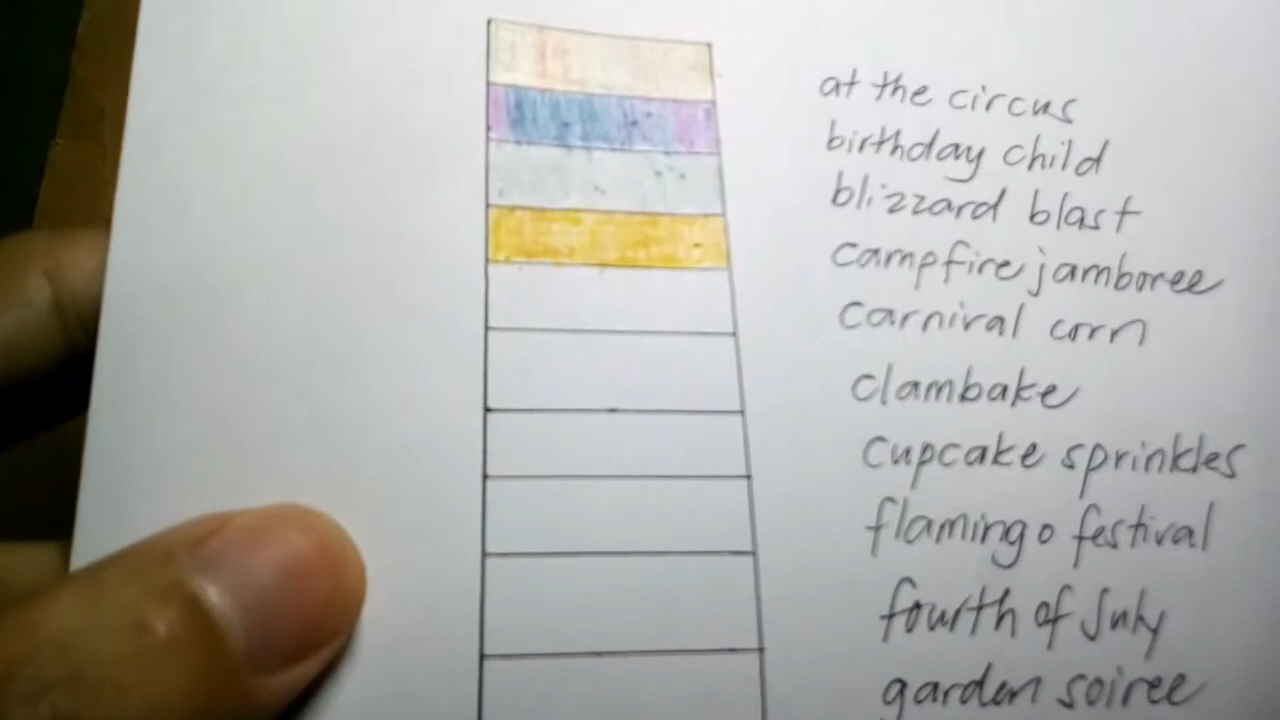 at the circus
birthday child
blizzard blast
campfire jamboree
carnival corn
clambake
cupcake sprinkles
flamingo festival
fourth of July
garden soiree